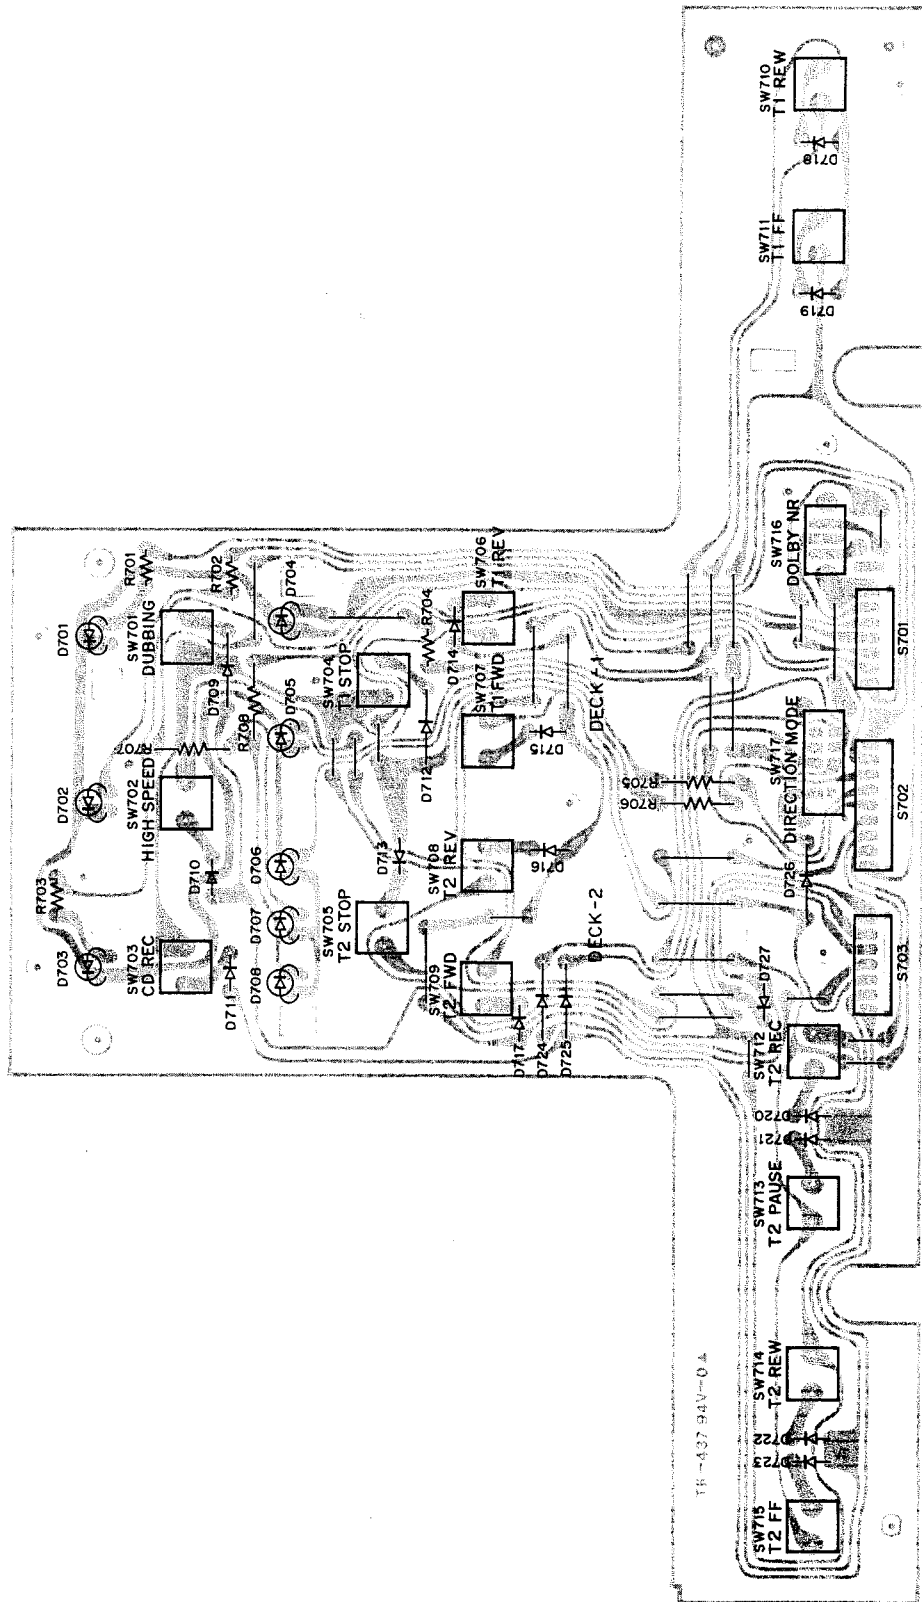 SW710
T1 REW
D718
SW711
T1 FF
D719
R701
R702
D701
SW701
DUBBING
D704
SW706
T1 REV
R704
D714
SW716
DOLBY NR
D709
SW704
T1 STOP
S701
R707
R708
D705
SW707
T1 FWD
D715
DECK-1
D712
D702
SW702
HIGH SPEED
R705
R706
SW717
DIRECTION MODE
S702
R703
D710
D706
D713
SW708
T2 REV
D716
D726
D703
SW703
CD REC
D711
D707
D708
SW705
T2 STOP
SW709
T2 FWD
DECK-2
D727
S703
D717
D724
D725
SW712
T2 REC
D720
D721
SW713
T2 PAUSE
SW714
T2 REW
D722
D723
SW715
T2 FF
94V-0